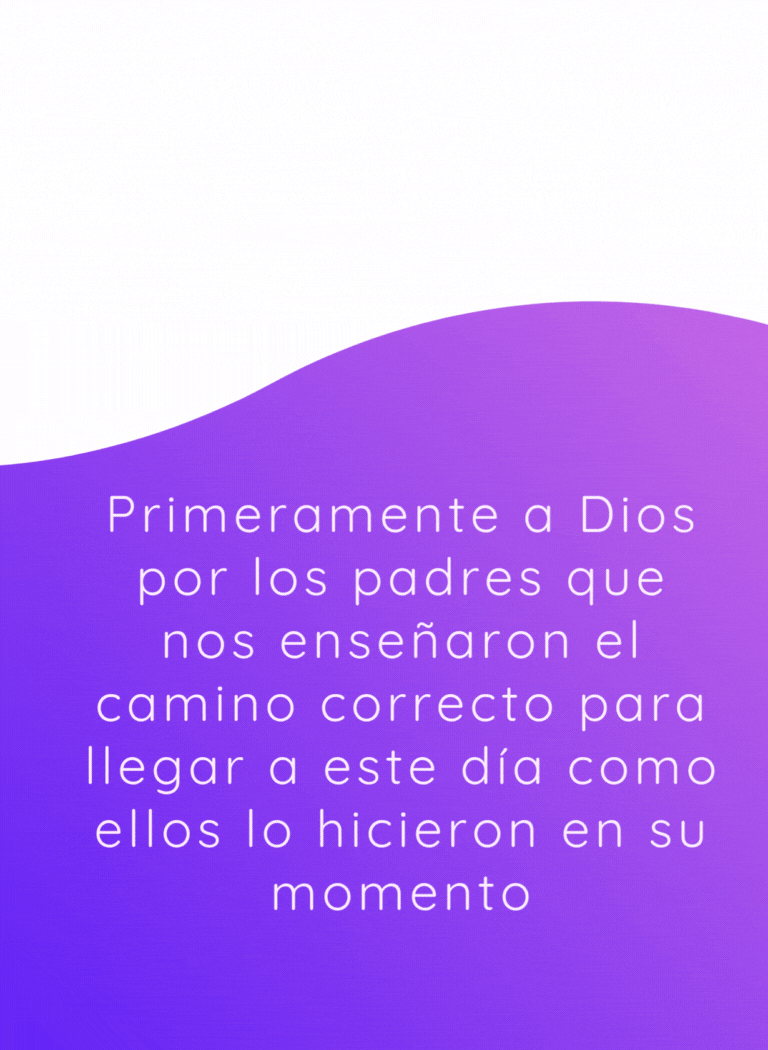 Primeramente a Dios
por los padres que
nos enseñaron el
camino correcto para
llegar a este día como
ellos lo hicieron en su
momento